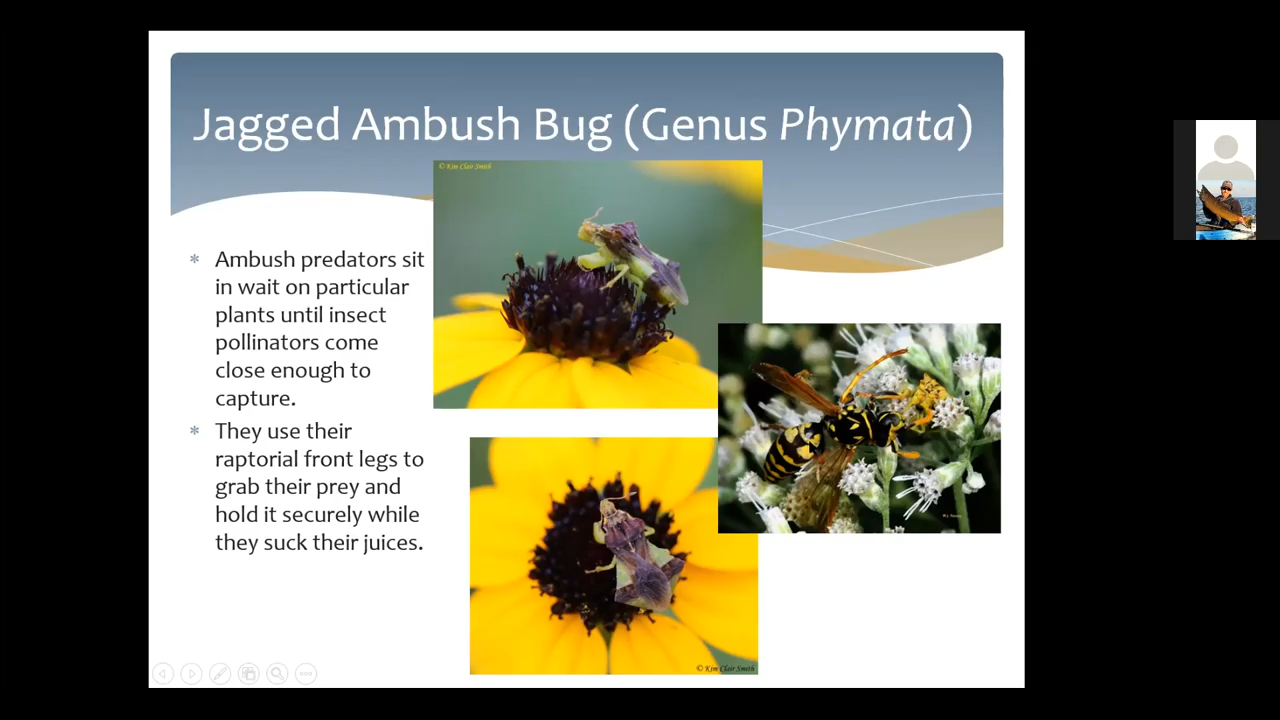 Jagged Ambush Bug (Genus Phymata)
© Kim Clair Smith
* Ambush predators sit
in wait on particular
plants until insect
pollinators come
close enough to
capture.
* They use their
raptorial front legs to
grab their prey and
hold it securely while
they suck their juices.
© Kim Clair Smith